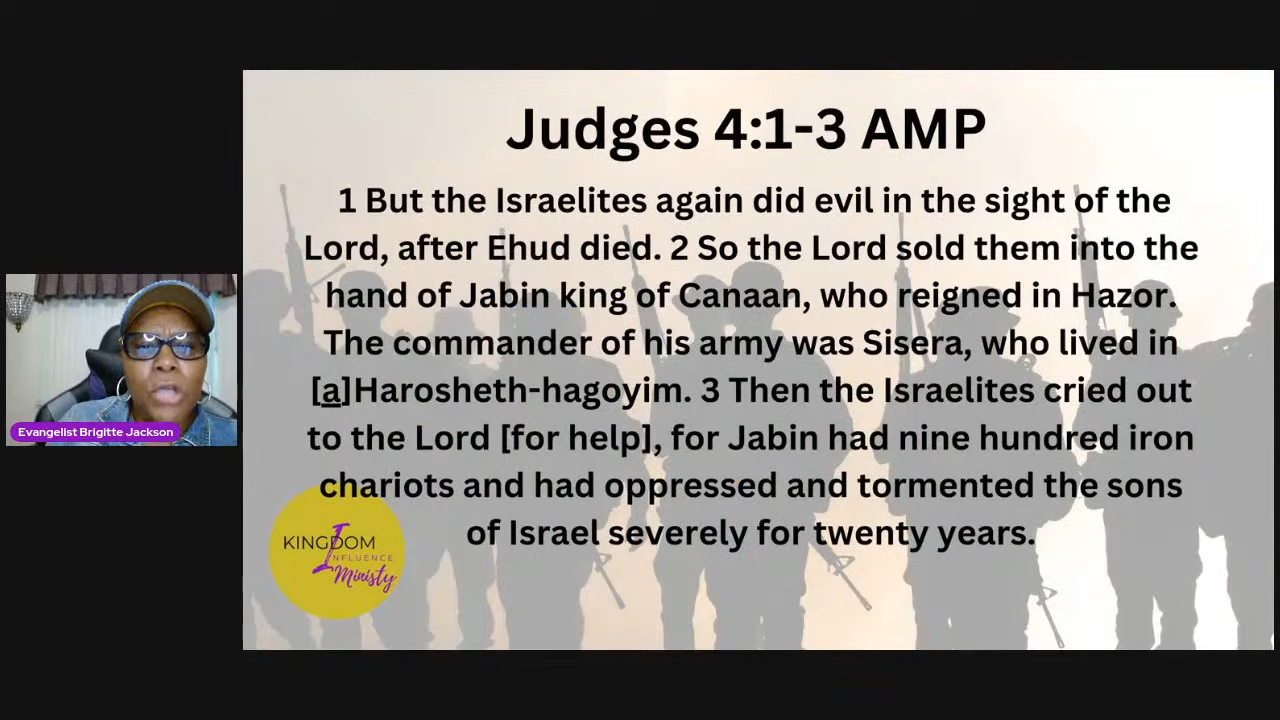 Judges 4:1-3 AMP
1 But the Israelites again did evil in the sight of the
Lord, after Ehud died. 2 So the Lord sold them into the
hand of Jabin king of Canaan, who reigned in Hazor.
The commander of his army was Sisera, who lived in
[a]Harosheth-hagoyim. 3 Then the Israelites cried out
to the Lord [for help], for Jabin had nine hundred iron
chariots and had oppressed and tormented the sons
of Israel severely for twenty years.
Evangelist Brigitte Jackson
KINGDOM
INFLUENCE
Ministy